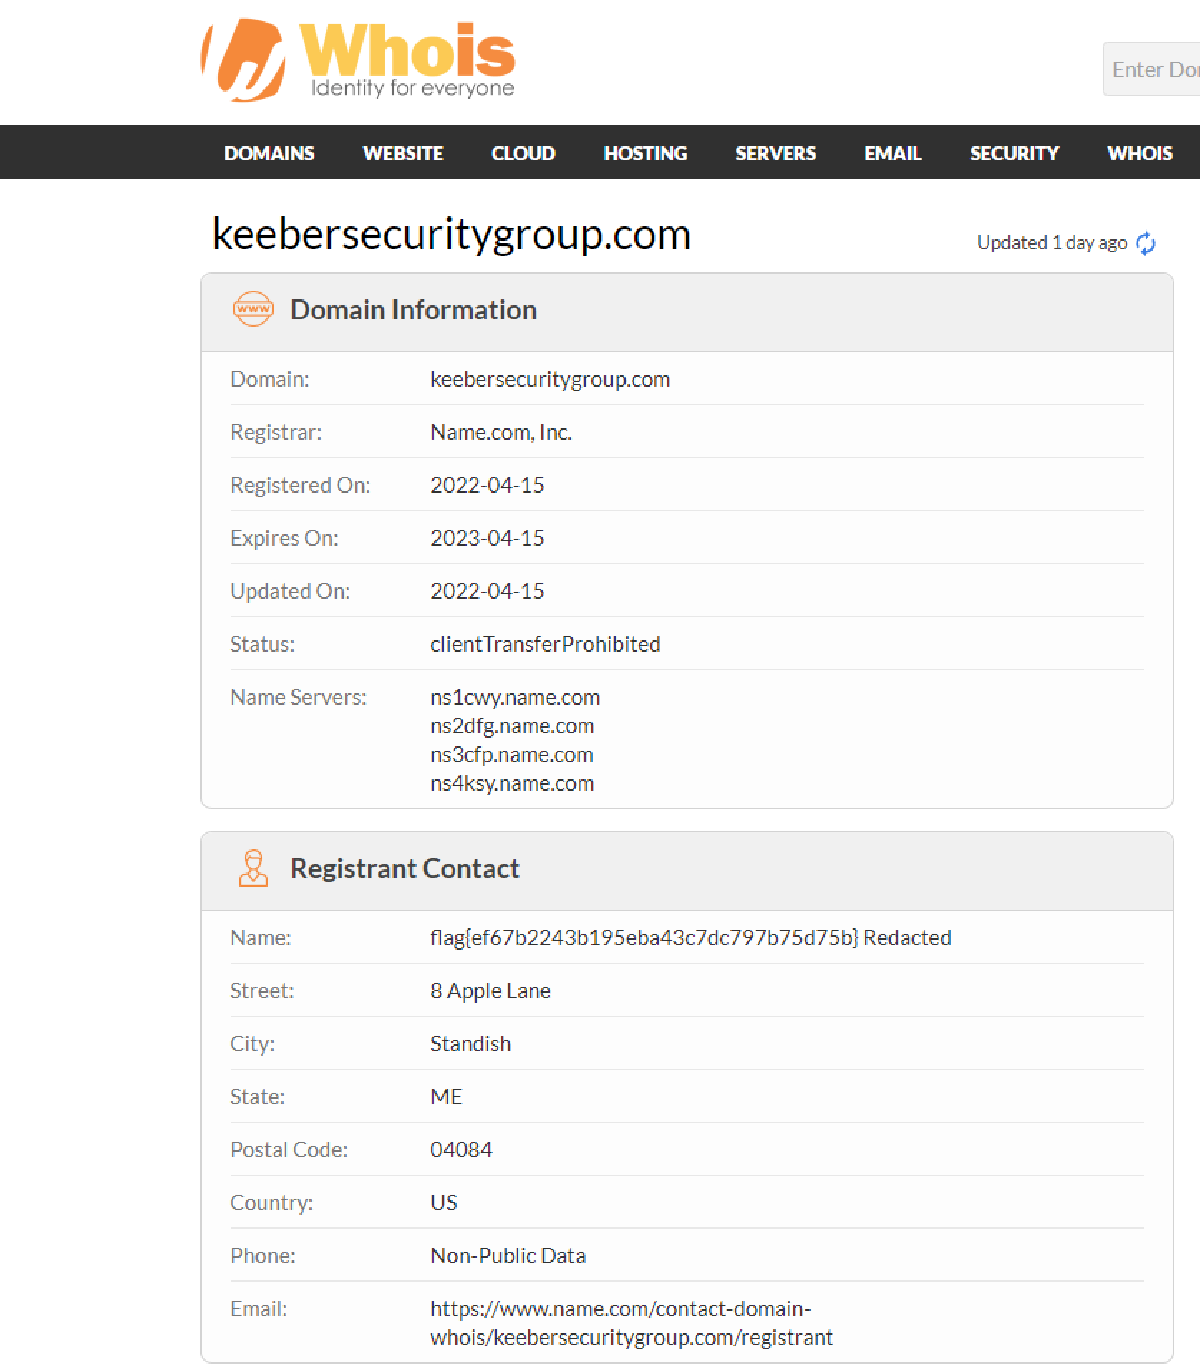 Whois
Identity for everyone
Enter Do
DOMAINS WEBSITE CLOUD HOSTING SERVERS EMAIL SECURITY WHOIS
keebersecuritygroup.com
Updated 1 day ago
www
Domain Information
Domain: keebersecuritygroup.com
Registrar: Name.com, Inc.
Registered On: 2022-04-15
Expires On: 2023-04-15
Updated On: 2022-04-15
Status: clientTransferProhibited
Name Servers: ns1cwy.name.com
ns2dfg.name.com
ns3cfp.name.com
ns4ksy.name.com
Registrant Contact
Name: flag{ef67b2243b195eba43c7dc797b75d75b} Redacted
Street: 8 Apple Lane
City: Standish
State: ME
Postal Code: 04084
Country: US
Phone: Non-Public Data
Email: https://www.name.com/contact-domain-
whois/keebersecuritygroup.com/registrant